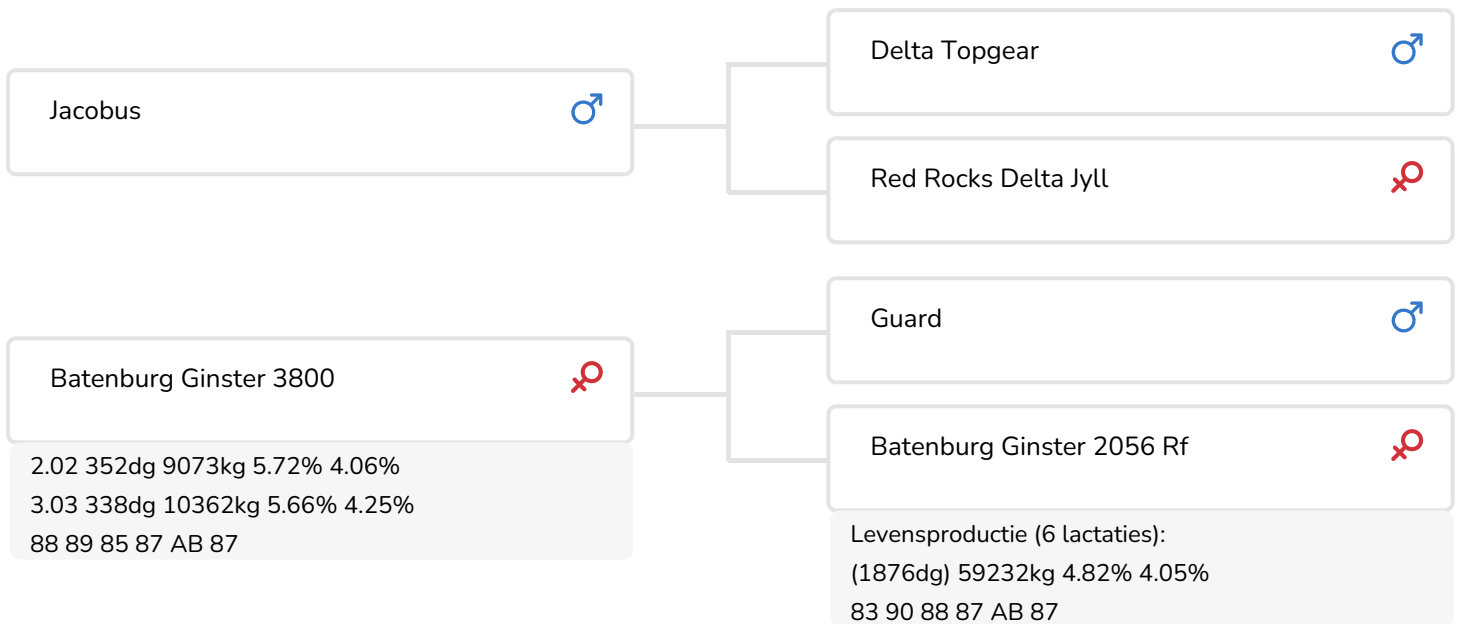 Delta Topgear
Jacobus
Red Rocks Delta Jyll
Guard
Batenburg Ginster 3800
2.02 352dg 9073kg 5.72% 4.06%
3.03 338dg 10362kg 5.66% 4.25%
88 89 85 87 AB 87
Batenburg Ginster 2056 Rf
Levensproductie (6 lactaties):
(1876dg) 59232kg 4.82% 4.05%
83 90 88 87 AB 87